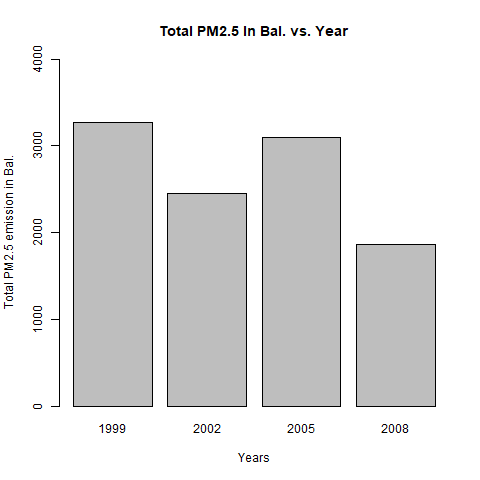 Total PM2.5 In Bal. vs. Year
Total PM2.5 emission in Bal.
4000
3000
2000
1000
0
1999 2002 2005 2008
Years